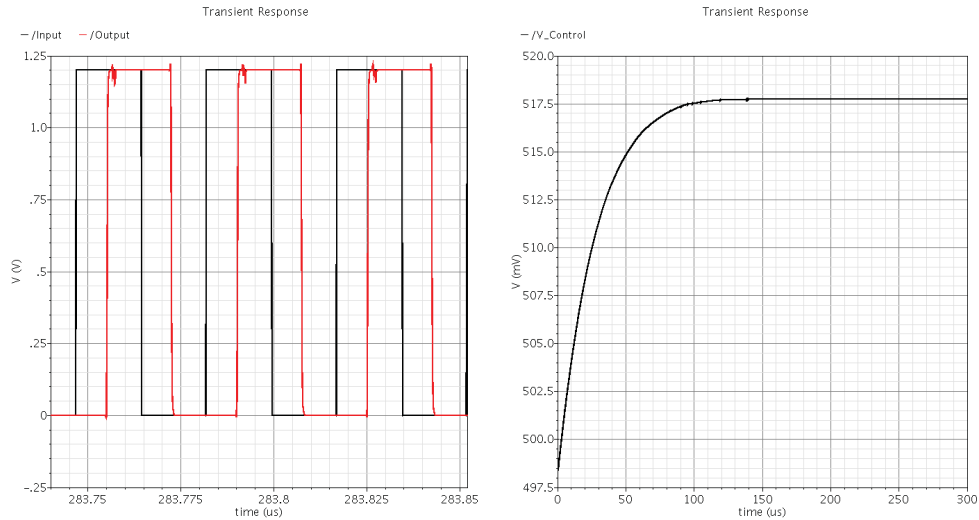 Transient Response
/Input /Output
1.25
1.0
.75
.5
.25
0
-.25
V (V)
283.75 283.775 283.8 283.825 283.85
time (us)
Transient Response
/V_Control
520.0
517.5
515.0
512.5
510.0
507.5
505.0
502.5
500.0
497.5
V (mV)
0 50 100 150 200 250 300
time (us)